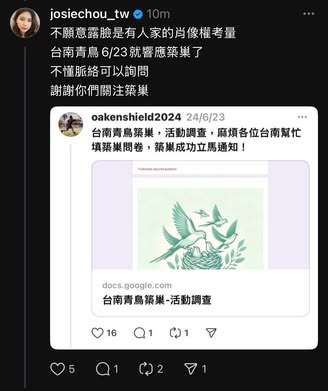 josiechou_tw 10m
不願意露臉是有人家的肖像權考量
台南青鳥6/23就響應築巢了
不懂脈絡可以詢問
謝謝你們關注築巢
oakenshield2024 24/6/23
台南青鳥築巢，活動調查，麻煩各位台南幫忙
填築巢問卷，築巢成功立馬通知！
docs.google.com
台南青鳥築巢-活動調查
16 1 1
5 1 2 1